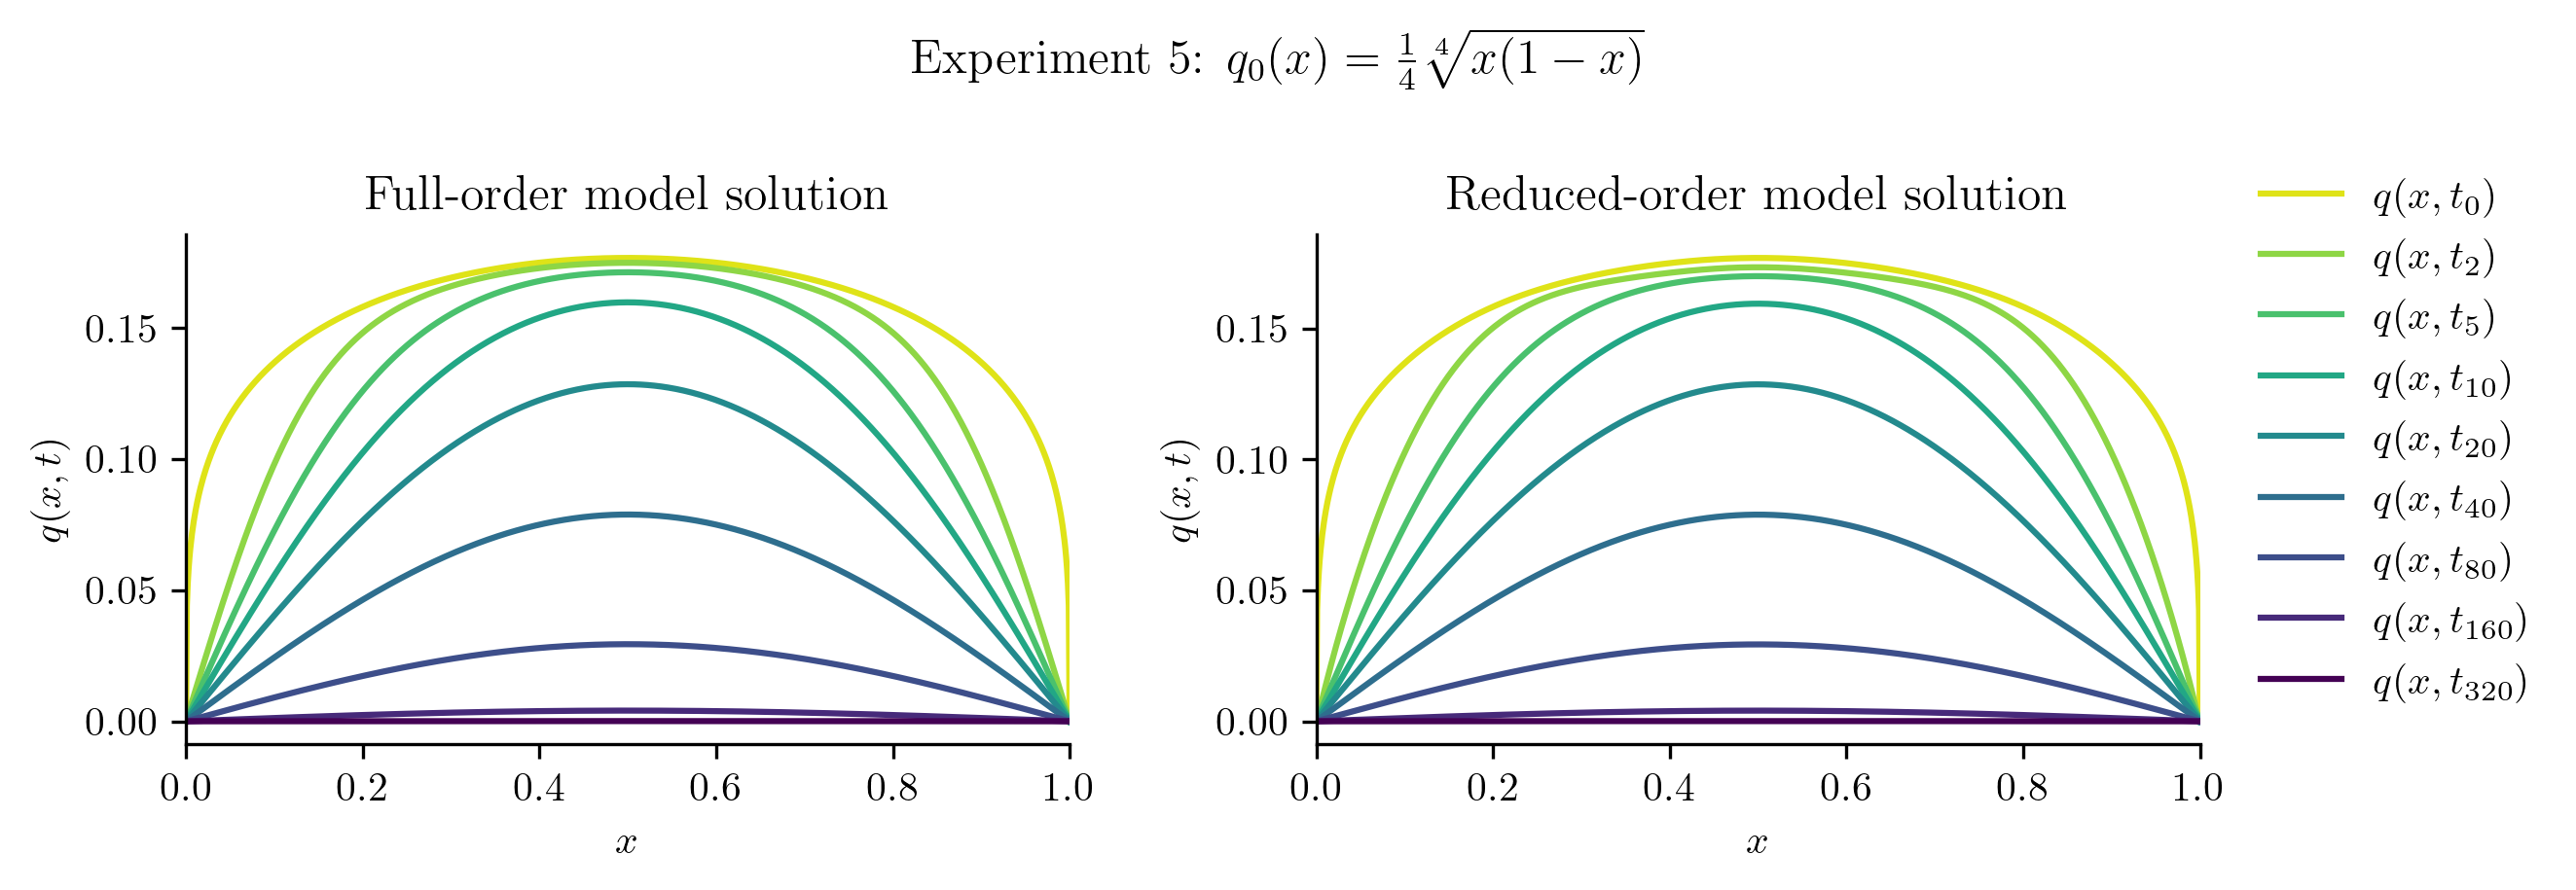 Experiment 5: q₀(x) = ¼ ∜x(1 − x)
Full-order model solution
q(x, t)
0.15
0.10
0.05
0.00
0.0 0.2 0.4 0.6 0.8 1.0
x
Reduced-order model solution
q(x, t)
0.15
0.10
0.05
0.00
0.0 0.2 0.4 0.6 0.8 1.0
x
q(x, t₀)
q(x, t₂)
q(x, t₅)
q(x, t₁₀)
q(x, t₂₀)
q(x, t₄₀)
q(x, t₈₀)
q(x, t₁₆₀)
q(x, t₃₂₀)